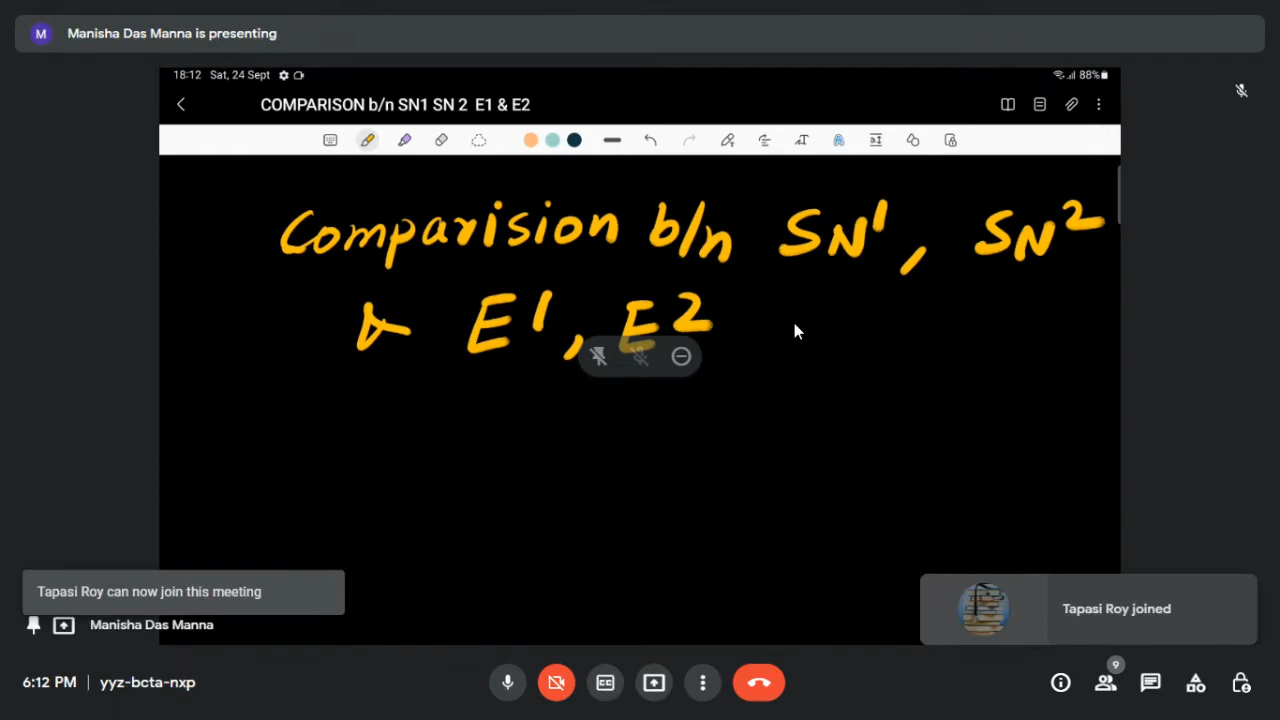 M Manisha Das Manna is presenting
18:12 Sat, 24 Sept 88%
COMPARISON b/n SN1 SN 2 E1 & E2
Comparision b/n SN1, SN2
& E1, E2
Tapasi Roy can now join this meeting
Tapasi Roy joined
Manisha Das Manna
9
6:12 PM | yyz-bcta-nxp
CC